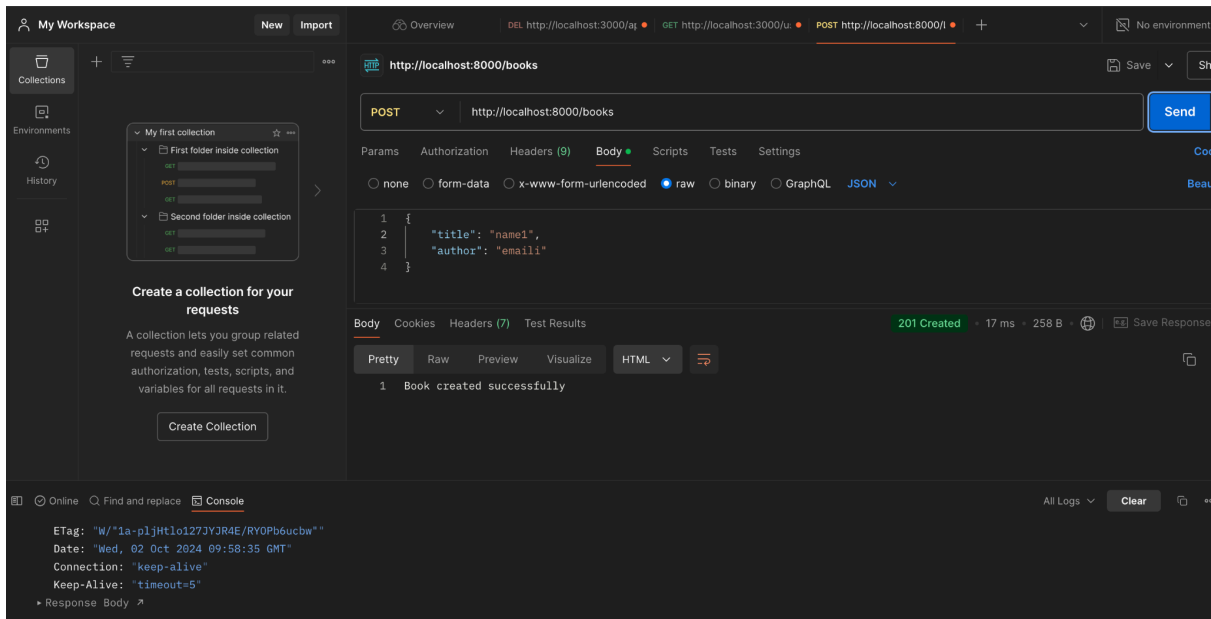 My Workspace
New Import
Overview
DEL http://localhost:3000/a
GET http://localhost:3000/u
POST http://localhost:8000/l
No environment
Collections
Environments
History
My first collection
First folder inside collection
GET
POST
GET
Second folder inside collection
GET
GET
Create a collection for your
requests
A collection lets you group related
requests and easily set common
authorization, tests, scripts, and
variables for all requests in it.
Create Collection
HTTP http://localhost:8000/books
Save Sh
POST http://localhost:8000/books
Send
Params Authorization Headers (9) Body Scripts Tests Settings
none form-data x-www-form-urlencoded raw binary GraphQL JSON
Beau
1 {
2 "title": "name1",
3 "author": "emaili"
4 }
Body Cookies Headers (7) Test Results
201 Created 17 ms 258 B e.g. Save Response
Pretty Raw Preview Visualize HTML
1 Book created successfully
Online Find and replace Console
All Logs Clear
ETag: "W/"1a-pljHtlo127JYJR4E/RYOPb6ucbw""
Date: "Wed, 02 Oct 2024 09:58:35 GMT"
Connection: "keep-alive"
Keep-Alive: "timeout=5"
Response Body